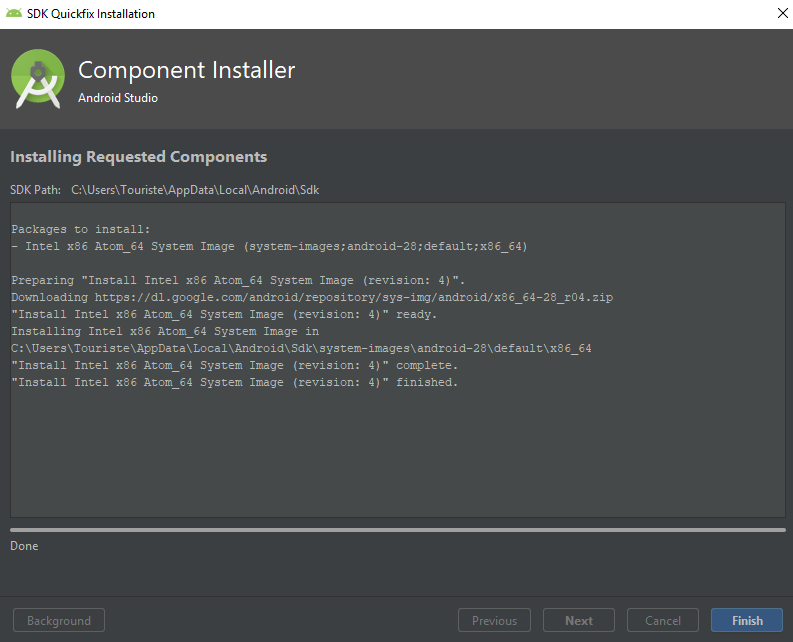 SDK Quickfix Installation
Component Installer
Android Studio
Installing Requested Components
SDK Path: C:\Users\Touriste\AppData\Local\Android\Sdk
Packages to install:
- Intel x86 Atom_64 System Image (system-images;android-28;default;x86_64)
Preparing "Install Intel x86 Atom_64 System Image (revision: 4)".
Downloading https://dl.google.com/android/repository/sys-img/android/x86_64-28_r04.zip
"Install Intel x86 Atom_64 System Image (revision: 4)" ready.
Installing Intel x86 Atom_64 System Image in
C:\Users\Touriste\AppData\Local\Android\Sdk\system-images\android-28\default\x86_64
"Install Intel x86 Atom_64 System Image (revision: 4)" complete.
"Install Intel x86 Atom_64 System Image (revision: 4)" finished.
Done
Background Previous Next Cancel Finish